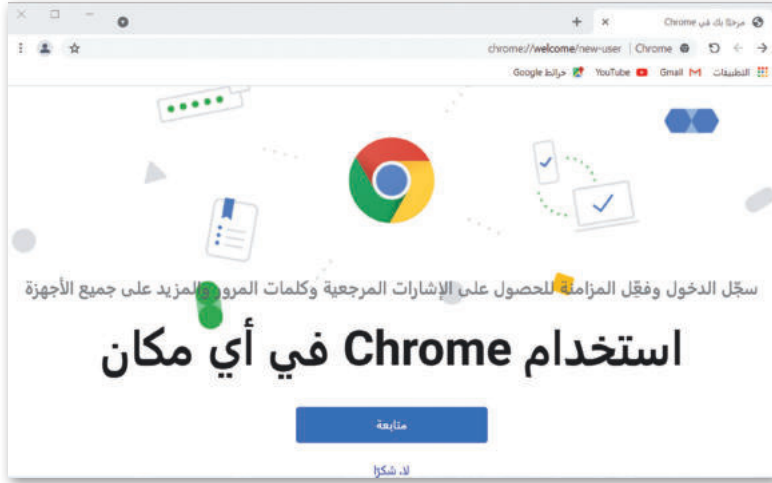 مرحبًا بك في Chrome
Chrome | chrome://welcome/new-user
التطبيقات Gmail YouTube خرائط Google
سجّل الدخول وفعّل المزامنة للحصول على الإشارات المرجعية وكلمات المرور والمزيد على جميع الأجهزة
استخدام Chrome في أي مكان
متابعة
لا، شكرًا